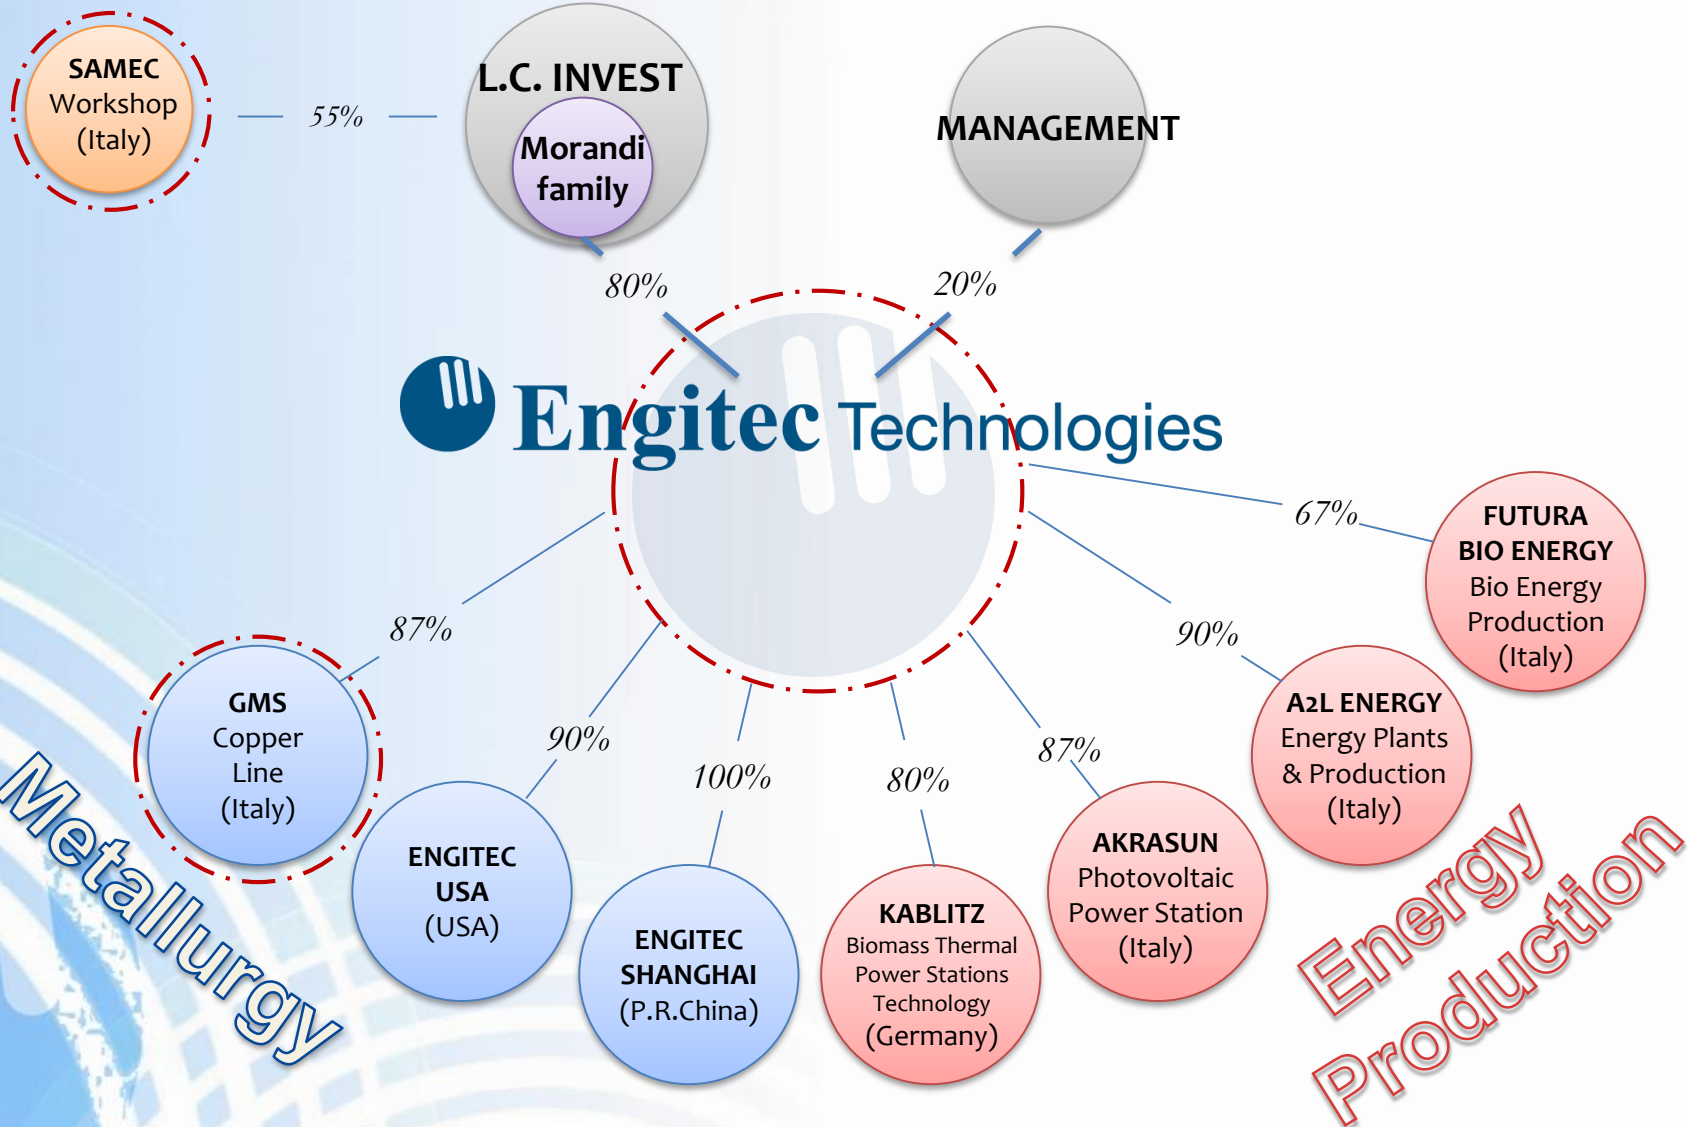 SAMEC
Workshop
(Italy)
55%
L.C. INVEST
Morandi
family
MANAGEMENT
80%
20%
Engitec Technologies
67%
FUTURA
BIO ENERGY
Bio Energy
Production
(Italy)
87%
90%
GMS
Copper
Line
(Italy)
A2L ENERGY
Energy Plants
& Production
(Italy)
90%
100%
80%
87%
ENGITEC
USA
(USA)
ENGITEC
SHANGHAI
(P.R.China)
KABLITZ
Biomass Thermal
Power Stations
Technology
(Germany)
AKRASUN
Photovoltaic
Power Station
(Italy)
Metallurgy
Energy
Production